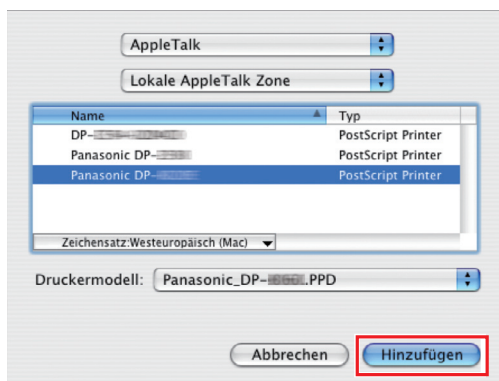 AppleTalk
Lokale AppleTalk Zone
Name Typ
DP- PostScript Printer
Panasonic DP- PostScript Printer
Panasonic DP- PostScript Printer
Zeichensatz:Westeuropäisch (Mac)
Druckermodell: Panasonic_DP- .PPD
Abbrechen Hinzufügen